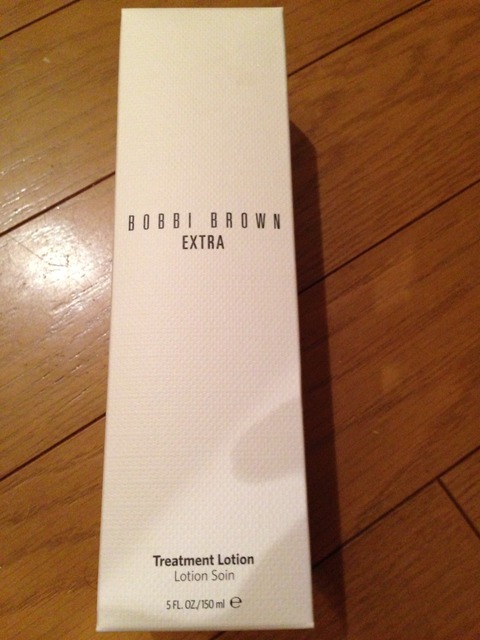 BOBBI BROWN
EXTRA
Treatment Lotion
Lotion Soin
5 FL. OZ./150 ml ℮